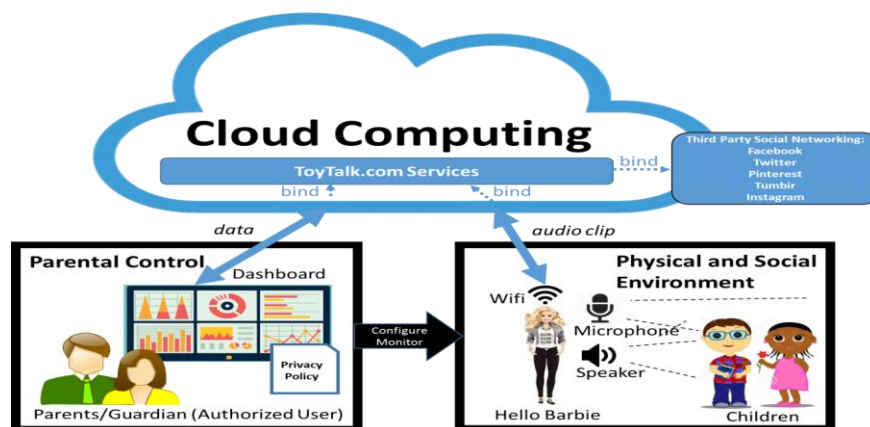 Cloud Computing
ToyTalk.com Services
bind
bind
bind
Third Party Social Networking:
Facebook
Twitter
Pinterest
Tumbir
Instagram
data
audio clip
Parental Control
Dashboard
Privacy
Policy
Parents/Guardian (Authorized User)
Configure
Monitor
Physical and Social
Environment
Wifi
Microphone
Speaker
Hello Barbie
Children